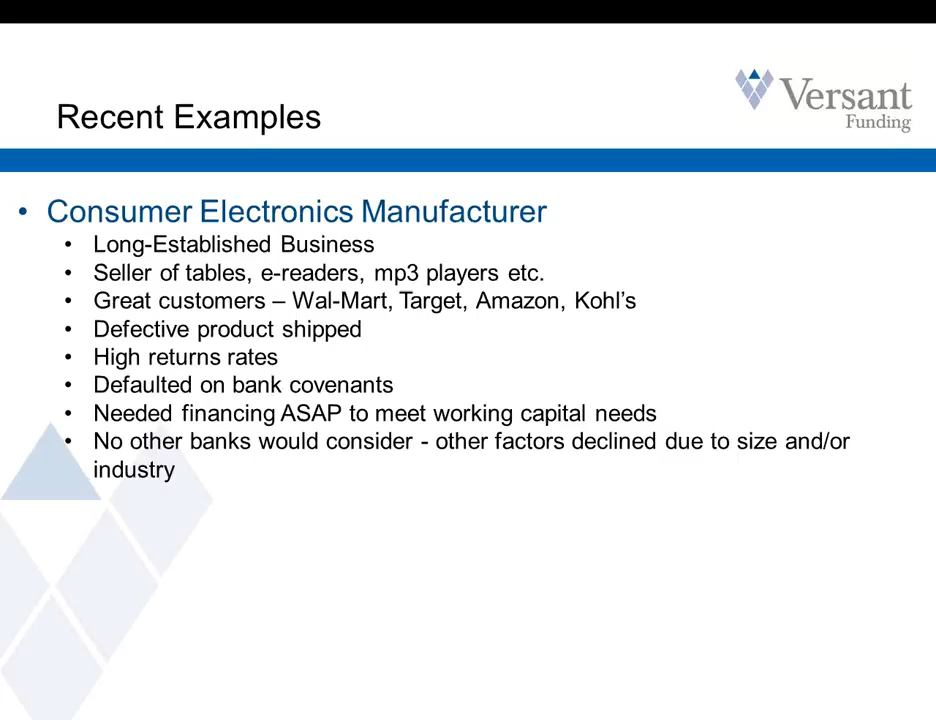 Recent Examples
Versant
Funding
• Consumer Electronics Manufacturer
• Long-Established Business
• Seller of tables, e-readers, mp3 players etc.
• Great customers – Wal-Mart, Target, Amazon, Kohl’s
• Defective product shipped
• High returns rates
• Defaulted on bank covenants
• Needed financing ASAP to meet working capital needs
• No other banks would consider - other factors declined due to size and/or
industry